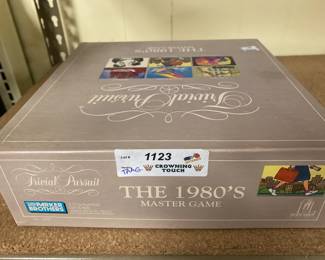 THE 1980'S
Trivial Pursuit
Lot #
1123
CROWNING
TOUCH
Trivial Pursuit
PARKER
BROTHERS
THE 1980'S
MASTER GAME